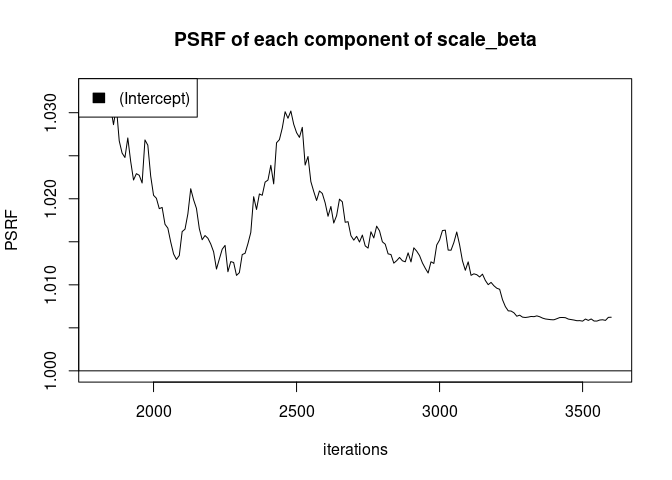 PSRF of each component of scale_beta
(Intercept)
PSRF
1.030
1.020
1.010
1.000
2000 2500 3000 3500
iterations